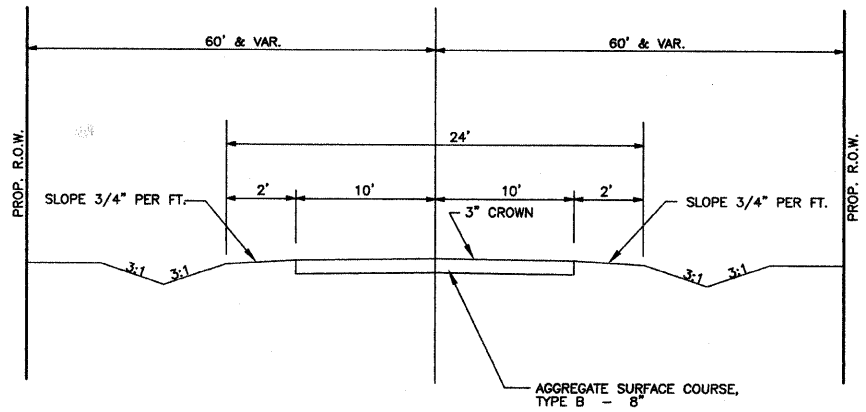 60' & VAR.
60' & VAR.
PROP. R.O.W.
PROP. R.O.W.
24'
2'
10'
10'
2'
SLOPE 3/4" PER FT.
3" CROWN
SLOPE 3/4" PER FT.
3:1
3:1
3:1
3:1
AGGREGATE SURFACE COURSE,
TYPE B - 8"